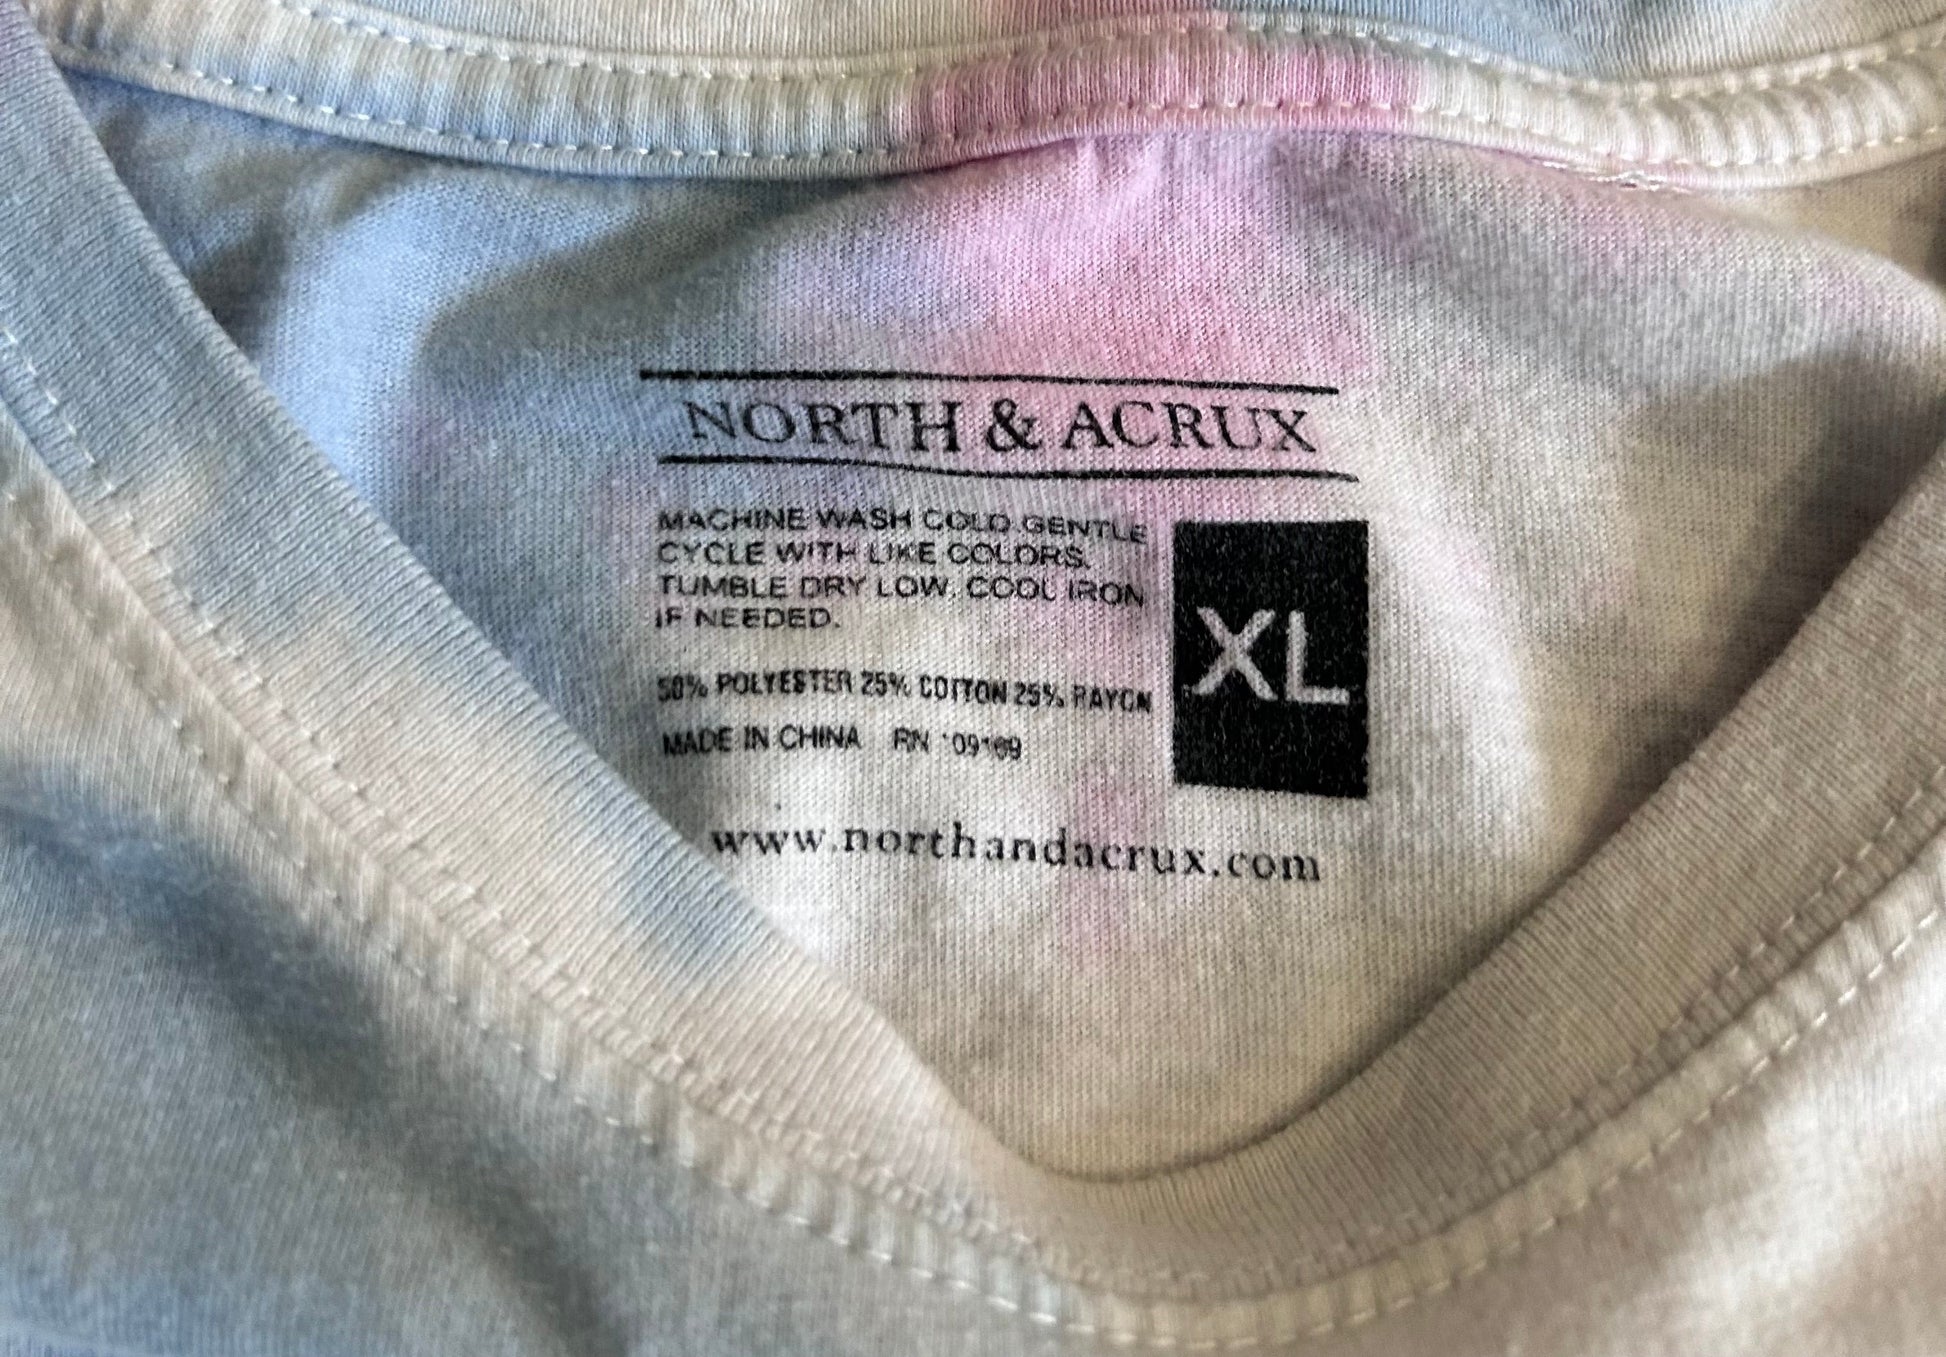 NORTH & ACRUX
MACHINE WASH COLD. GENTLE
CYCLE WITH LIKE COLORS.
TUMBLE DRY LOW. COOL IRON
IF NEEDED.
XL
50% POLYESTER 25% COTTON 25% RAYON
MADE IN CHINA RN
www.northandacrux.com